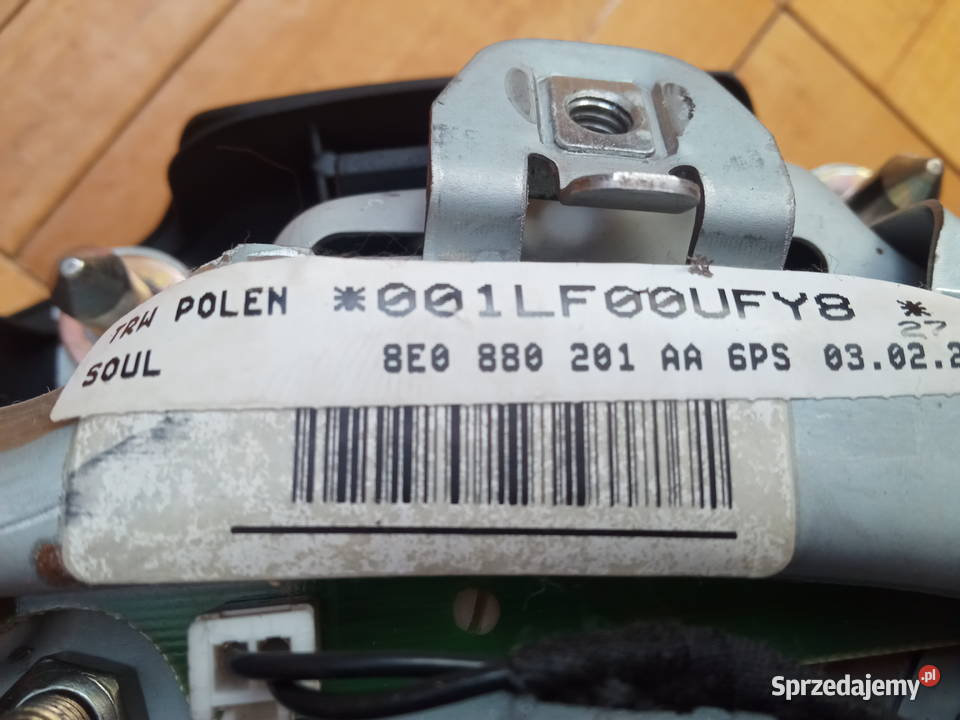 TRW POLEN *001LF00UFY8 *
27
SOUL 8E0 880 201 AA 6PS 03.02.2
Sprzedajemy.pl